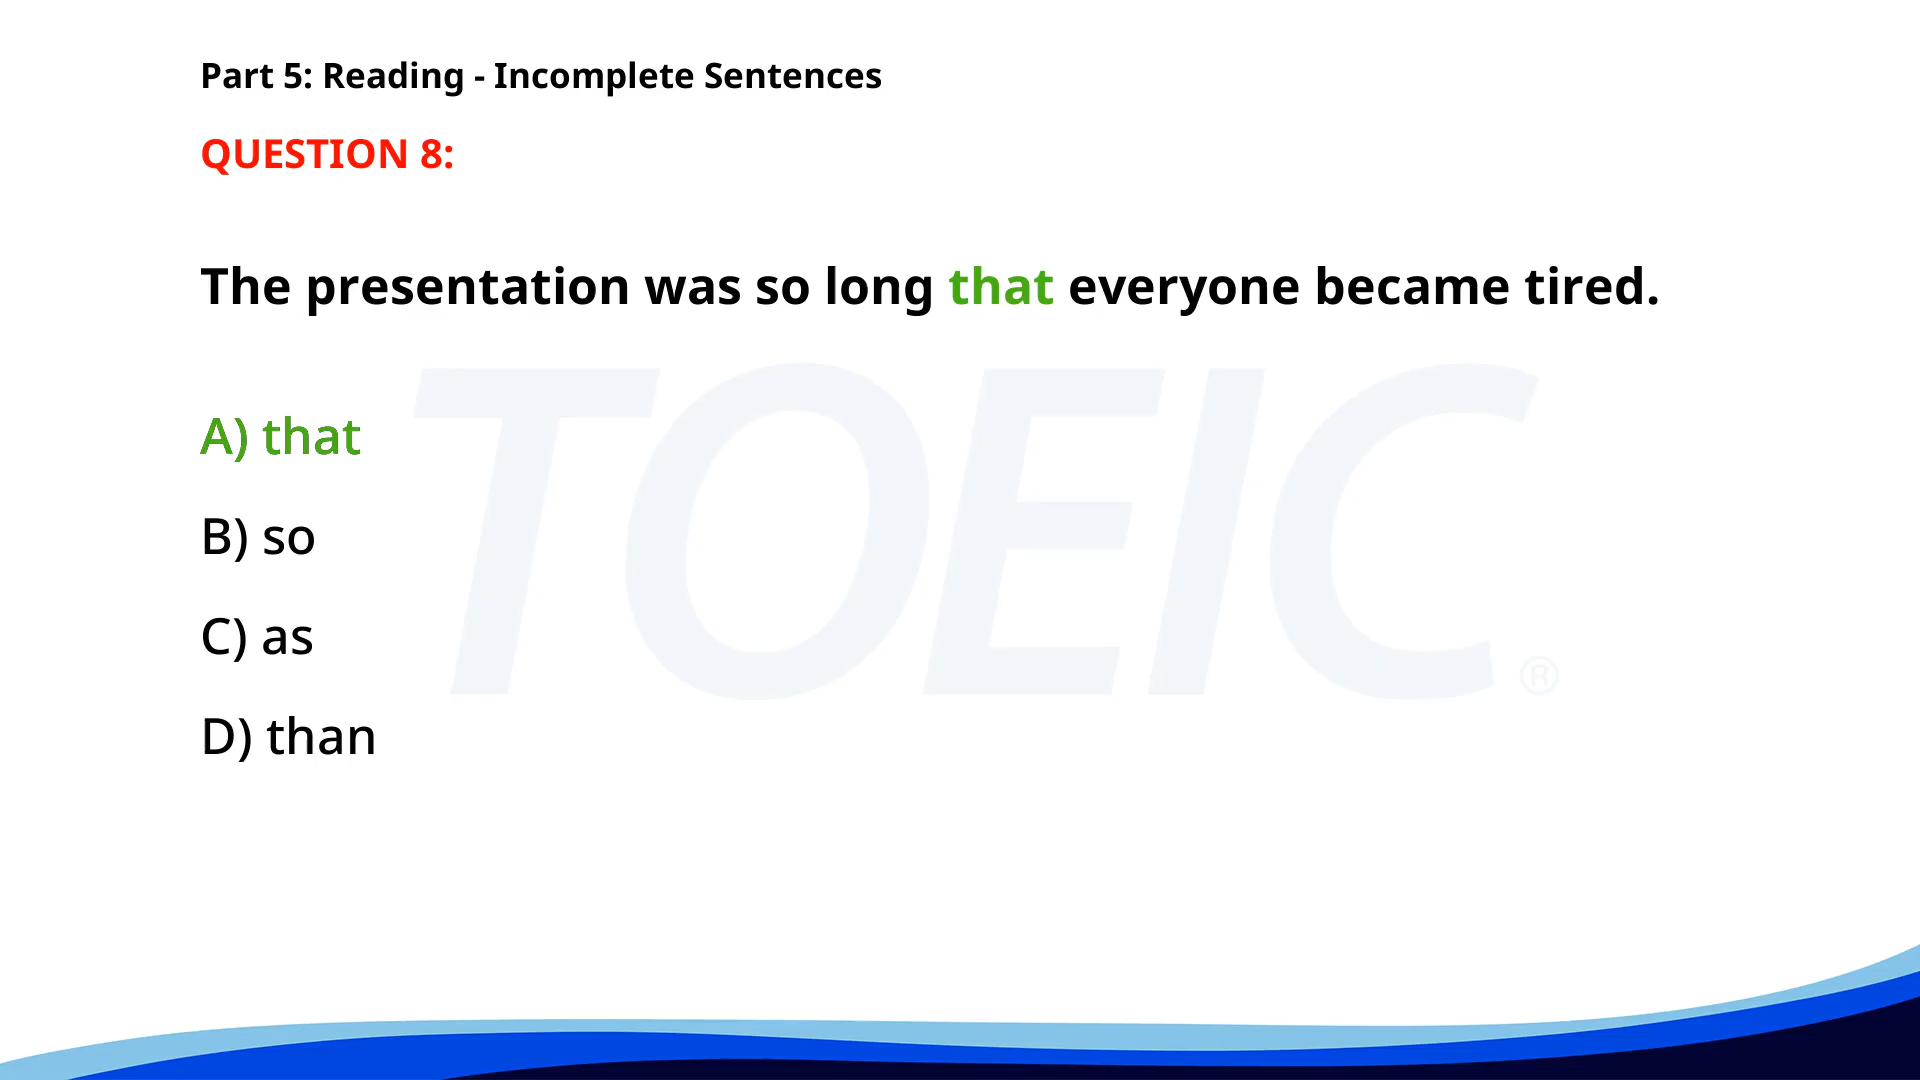 Part 5: Reading - Incomplete Sentences
QUESTION 8:
The presentation was so long that everyone became tired.
TOEIC®
A) that
B) so
C) as
D) than